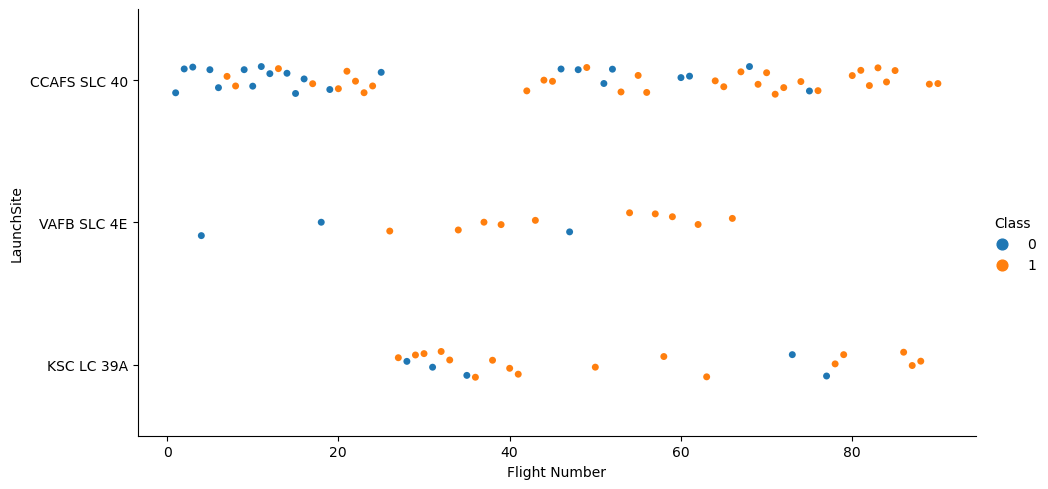 LaunchSite
CCAFS SLC 40
VAFB SLC 4E
KSC LC 39A
0 20 40 60 80
Flight Number
Class
0
1